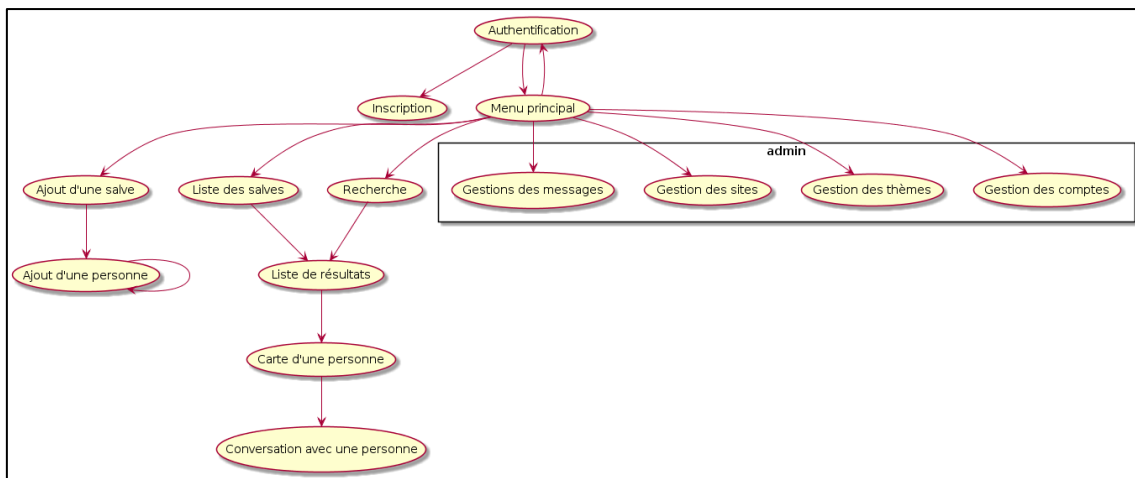 Authentification
Inscription
Menu principal
admin
Ajout d'une salve
Liste des salves
Recherche
Gestions des messages
Gestion des sites
Gestion des thèmes
Gestion des comptes
Ajout d'une personne
Liste de résultats
Carte d'une personne
Conversation avec une personne